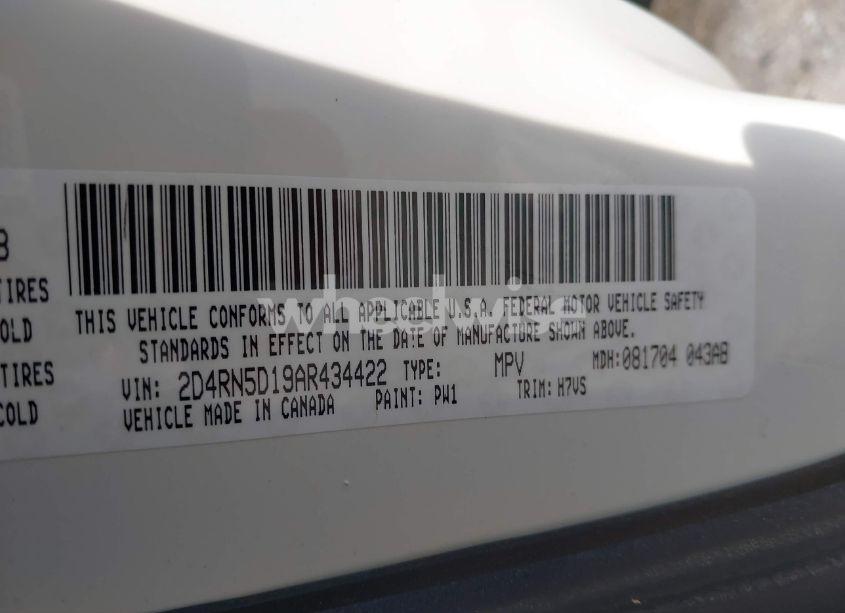 B
TIRES
COLD
TIRES
COLD
THIS VEHICLE CONFORMS TO ALL APPLICABLE U.S.A. FEDERAL MOTOR VEHICLE SAFETY
STANDARDS IN EFFECT ON THE DATE OF MANUFACTURE SHOWN ABOVE.
VIN: 2D4RN5D19AR434422 TYPE: MPV MDH:081704 043AB
VEHICLE MADE IN CANADA PAINT: PW1 TRIM: H7VS
wheelwise